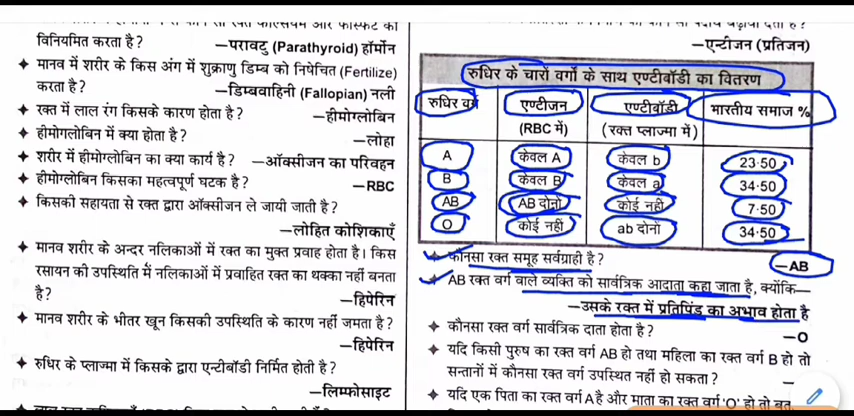 विनियमित करता है?
—परावटु (Parathyroid) हॉर्मोन
मानव में शरीर के किस अंग में शुक्राणु डिम्ब को निषेचित (Fertilize)
करता है? —डिम्बवाहिनी (Fallopian) नली
रक्त में लाल रंग किसके कारण होता है? —हीमोग्लोबिन
हीमोगलोबिन में क्या होता है? —लोहा
शरीर में हीमोग्लोबिन का क्या कार्य है? —ऑक्सीजन का परिवहन
हीमोग्लोबिन किसका महत्वपूर्ण घटक है? —RBC
किसकी सहायता से रक्त द्वारा ऑक्सीजन ले जायी जाती है?
—लोहित कोशिकाएँ
मानव शरीर के अन्दर नलिकाओं में रक्त का मुक्त प्रवाह होता है। किस
रसायन की उपस्थिति में नलिकाओं में प्रवाहित रक्त का थक्का नहीं बनता
है? —हिपेरिन
मानव शरीर के भीतर खून किसकी उपस्थिति के कारण नहीं जमता है?
—हिपेरिन
रुधिर के प्लाज्मा में किसके द्वारा एन्टीबॉडी निर्मित होती है?
—लिम्फोसाइट
—एन्टीजन (प्रतिजन)
रुधिर के चारों वर्गो के साथ एण्टीबॉडी का वितरण
रुधिर वर्ग एण्टीजन एण्टीबॉडी भारतीय समाज %
(RBC में) (रक्त प्लाज्मा में)
A केवल A केवल b 23·50
B केवल B केवल a 34·50
AB AB दोनों कोई नहीं 7·50
O कोई नहीं ab दोनों 34·50
कौनसा रक्त समूह सर्वग्राही है? —AB
AB रक्त वर्ग वाले व्यक्ति को सार्वत्रिक आदाता कहा जाता है, क्योंकि—
—उसके रक्त में प्रतिपिंड का अभाव होता है
कौनसा रक्त वर्ग सार्वत्रिक दाता होता है? —O
यदि किसी पुरुष का रक्त वर्ग AB हो तथा महिला का रक्त वर्ग B हो तो
सन्तानों में कौनसा रक्त वर्ग उपस्थित नहीं हो सकता? —
यदि एक पिता का रक्त वर्ग A है और माता का रक्त वर्ग 'O' हो तो